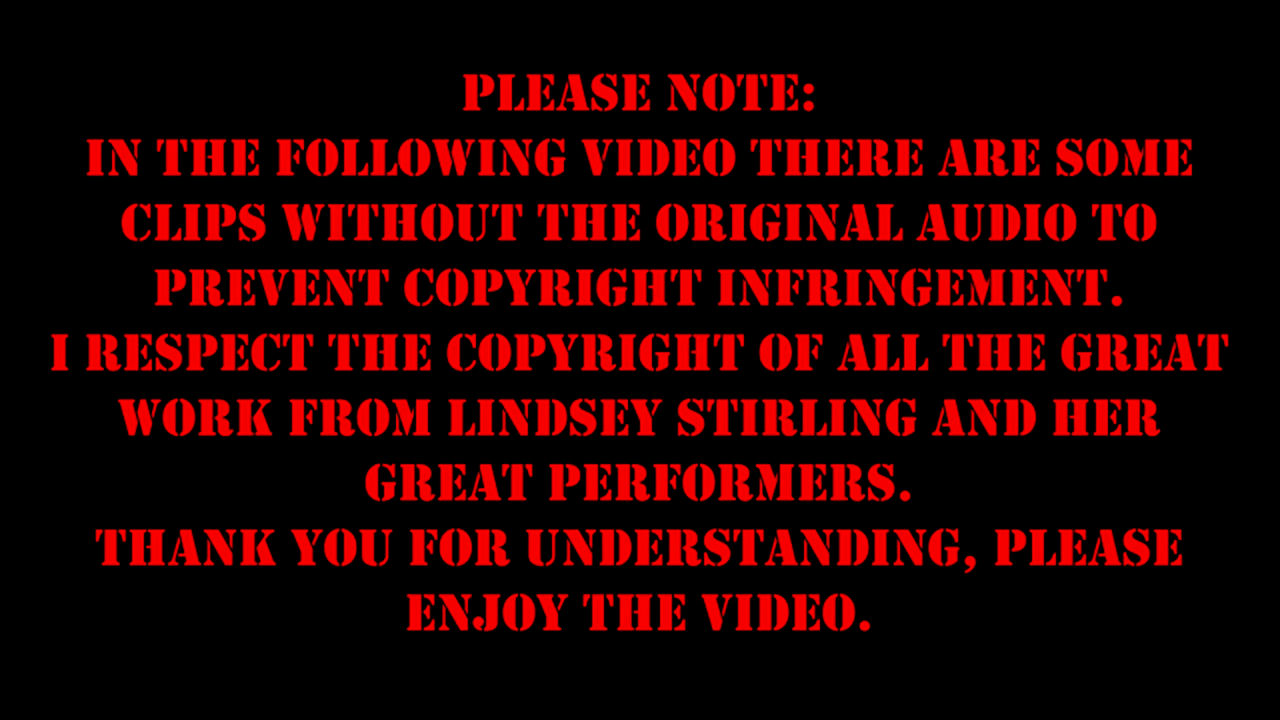 PLEASE NOTE:
IN THE FOLLOWING VIDEO THERE ARE SOME
CLIPS WITHOUT THE ORIGINAL AUDIO TO
PREVENT COPYRIGHT INFRINGEMENT.
I RESPECT THE COPYRIGHT OF ALL THE GREAT
WORK FROM LINDSEY STIRLING AND HER
GREAT PERFORMERS.
THANK YOU FOR UNDERSTANDING, PLEASE
ENJOY THE VIDEO.